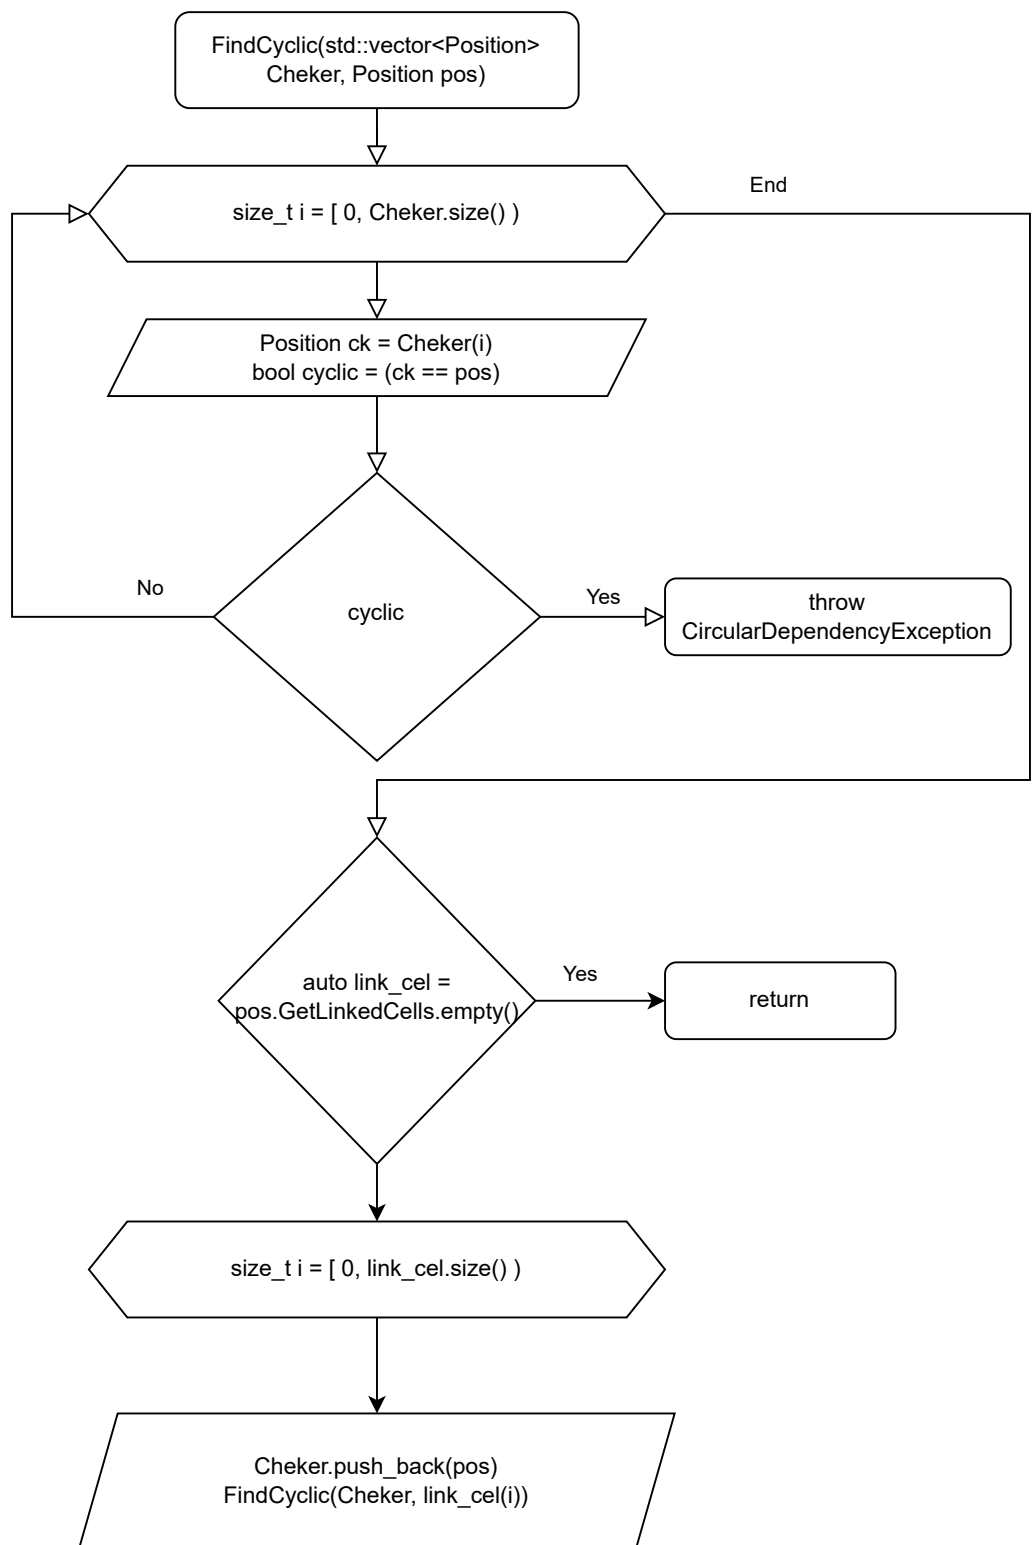 FindCyclic(std::vector<Position>
Cheker, Position pos)
End
size_t i = [ 0, Cheker.size() )
Position ck = Cheker(i)
bool cyclic = (ck == pos)
No
cyclic
Yes
throw
CircularDependencyException
auto link_cel =
pos.GetLinkedCells.empty()
Yes
return
size_t i = [ 0, link_cel.size() )
Cheker.push_back(pos)
FindCyclic(Cheker, link_cel(i))